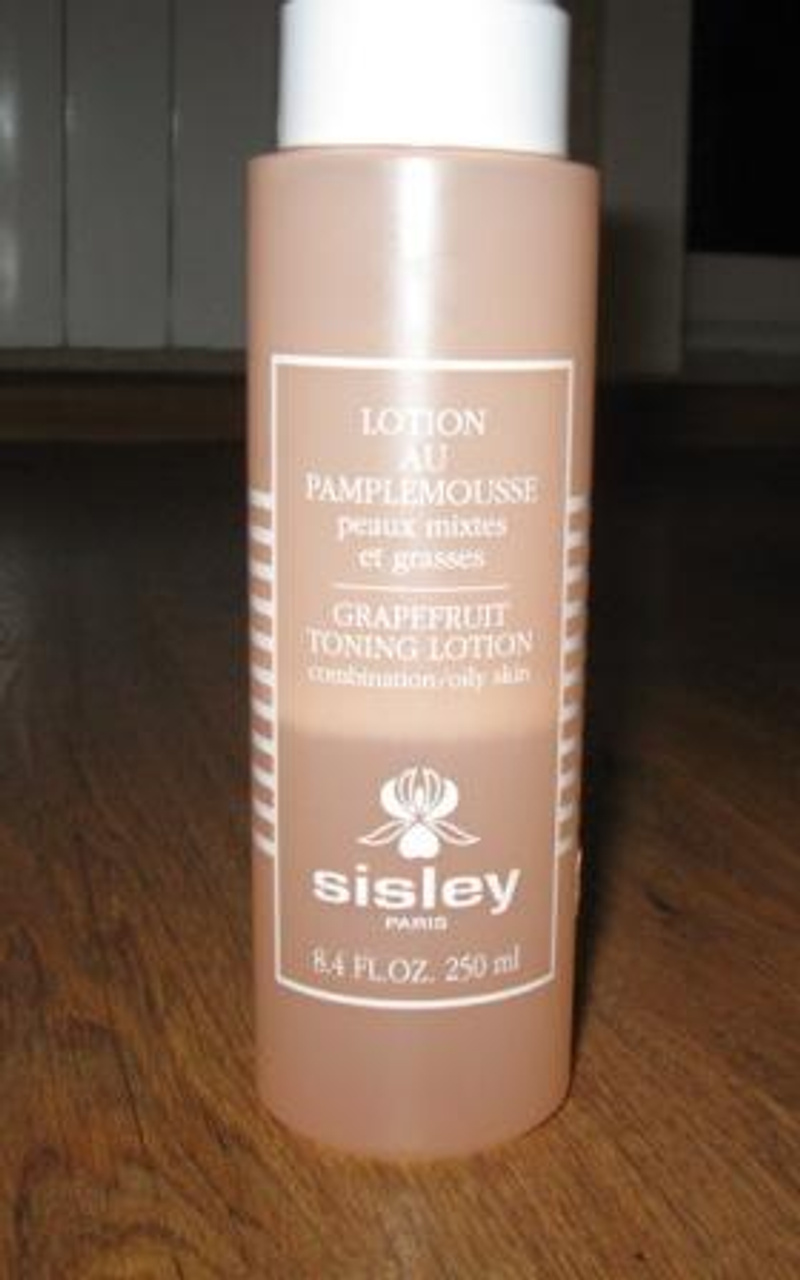 LOTION
AU
PAMPLEMOUSSE
peaux mixtes
et grasses
GRAPEFRUIT
TONING LOTION
combination/oily skin
sisley
PARIS
8.4 FL.OZ. 250 ml